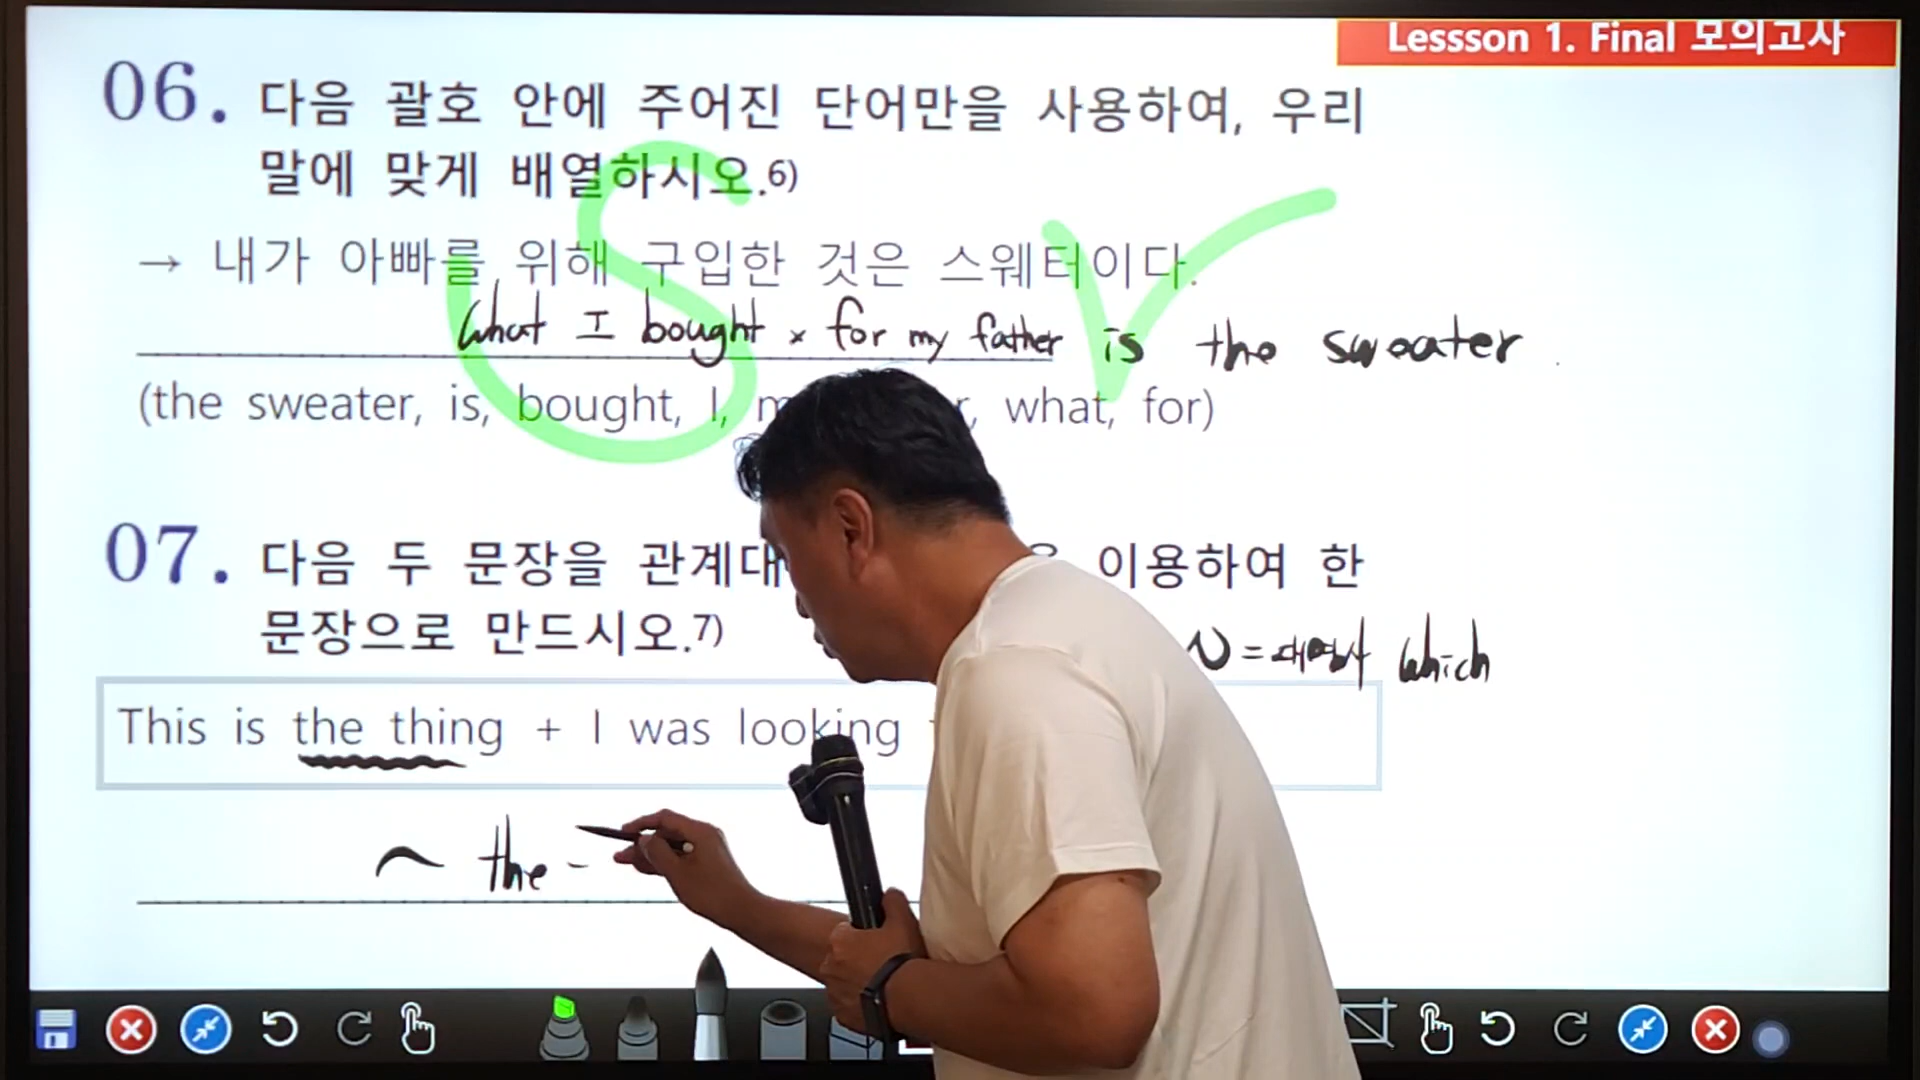 Lessson 1. Final 모의고사
06. 다음 괄호 안에 주어진 단어만을 사용하여, 우리
말에 맞게 배열하시오.6)
S V
→ 내가 아빠를 위해 구입한 것은 스웨터이다.
What I bought × for my father is the sweater .
(the sweater, is, bought, I, what, for)
07. 다음 두 문장을 관계대 이용하여 한
문장으로 만드시오.7)
N = which
This is the thing + I was looking
~ the -